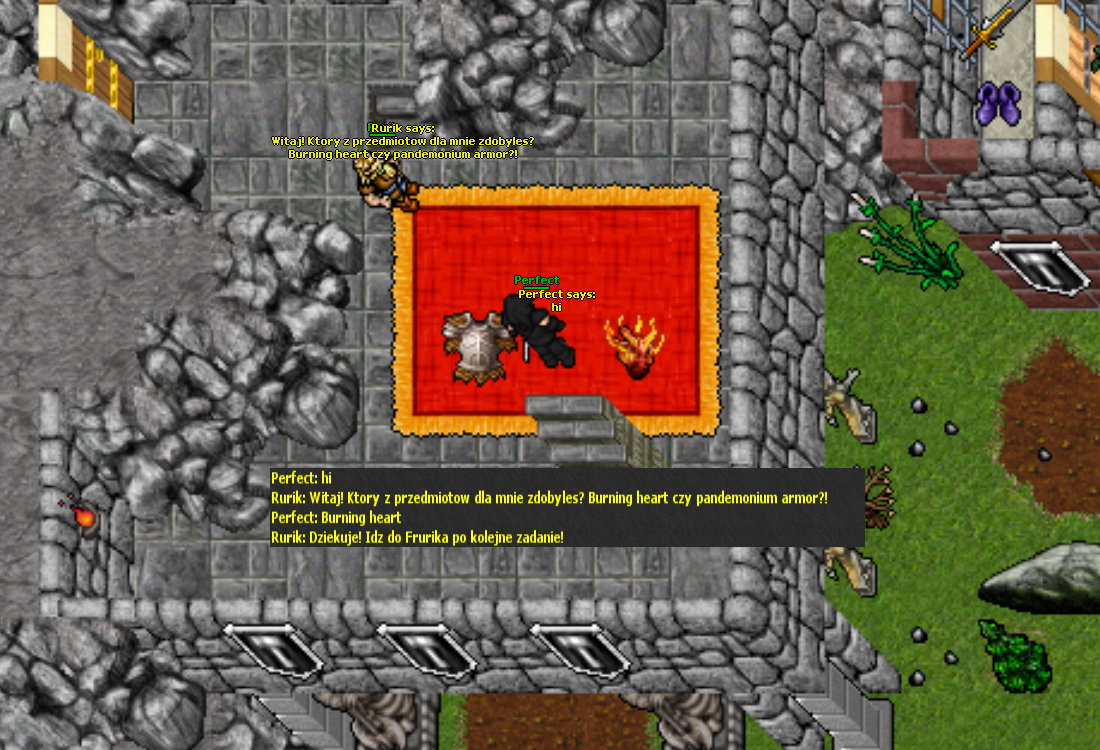 Rurik says:
Witaj! Ktory z przedmiotow dla mnie zdobyles?
Burning heart czy pandemonium armor?!
Perfect
Perfect says:
hi
Perfect: hi
Rurik: Witaj! Ktory z przedmiotow dla mnie zdobyles? Burning heart czy pandemonium armor?!
Perfect: Burning heart
Rurik: Dziekuje! Idz do Frurika po kolejne zadanie!